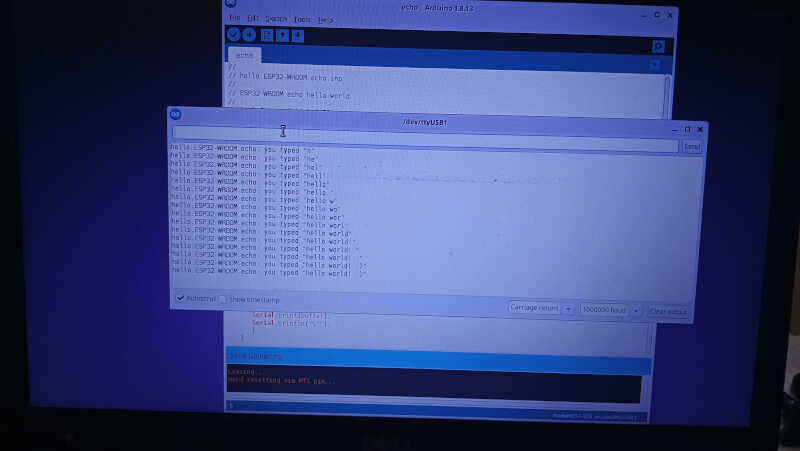 echo Arduino 1.8.13
File Edit Sketch Tools Help
echo
//
// hello.ESP32-WROOM.echo.ino
//
// ESP32-WROOM echo hello world
//
/dev/ttyUSB1
Send
hello.ESP32-WROOM.echo: you typed "h"
hello.ESP32-WROOM.echo: you typed "he"
hello.ESP32-WROOM.echo: you typed "hel"
hello.ESP32-WROOM.echo: you typed "hell"
hello.ESP32-WROOM.echo: you typed "hello"
hello.ESP32-WROOM.echo: you typed "hello "
hello.ESP32-WROOM.echo: you typed "hello w"
hello.ESP32-WROOM.echo: you typed "hello wo"
hello.ESP32-WROOM.echo: you typed "hello wor"
hello.ESP32-WROOM.echo: you typed "hello worl"
hello.ESP32-WROOM.echo: you typed "hello world"
hello.ESP32-WROOM.echo: you typed "hello world!"
hello.ESP32-WROOM.echo: you typed "hello world! "
hello.ESP32-WROOM.echo: you typed "hello world! "
hello.ESP32-WROOM.echo: you typed "hello world! :)"
hello.ESP32-WROOM.echo: you typed "hello world! :)"
Autoscroll Show timestamp Carriage return 1000000 baud Clear output
Serial.print(buffer);
Serial.println("\"");
}
}
Leaving...
Hard resetting via RTS pin...